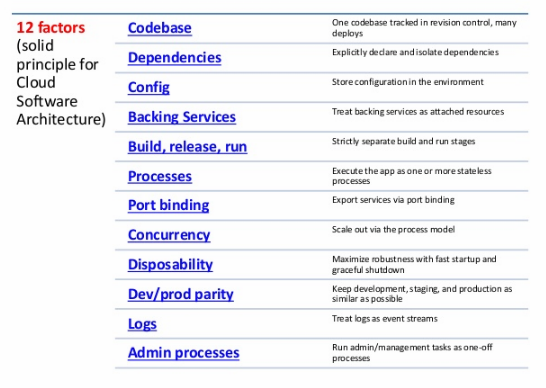 12 factors
(solid
principle for
Cloud
Software
Architecture)
Codebase
One codebase tracked in revision control, many
deploys
Dependencies
Explicitly declare and isolate dependencies
Config
Store configuration in the environment
Backing Services
Treat backing services as attached resources
Build, release, run
Strictly separate build and run stages
Processes
Execute the app as one or more stateless
processes
Port binding
Export services via port binding
Concurrency
Scale out via the process model
Disposability
Maximize robustness with fast startup and
graceful shutdown
Dev/prod parity
Keep development, staging, and production as
similar as possible
Logs
Treat logs as event streams
Admin processes
Run admin/management tasks as one-off
processes